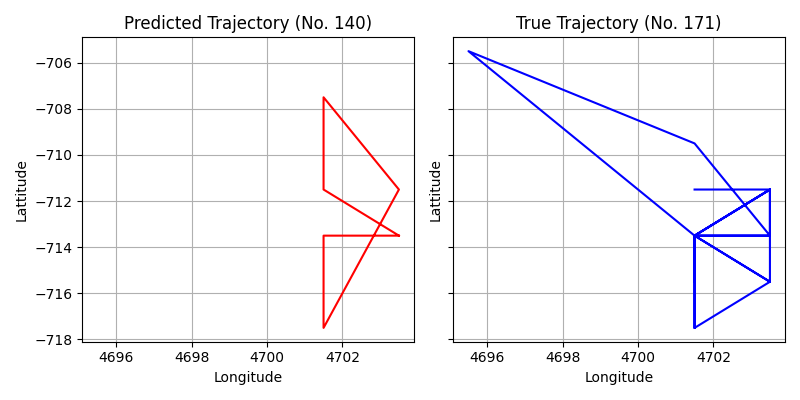 Predicted Trajectory (No. 140)
True Trajectory (No. 171)
−706
−708
−710
−712
−714
−716
−718
Lattitude
Lattitude
4696 4698 4700 4702
4696 4698 4700 4702
Longitude
Longitude